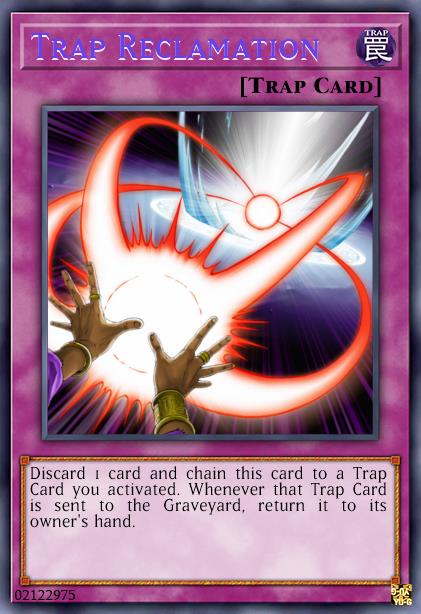 Trap Reclamation
TRAP
罠
[Trap Card]
Discard 1 card and chain this card to a Trap
Card you activated. Whenever that Trap Card
is sent to the Graveyard, return it to its
owner's hand.
02122975